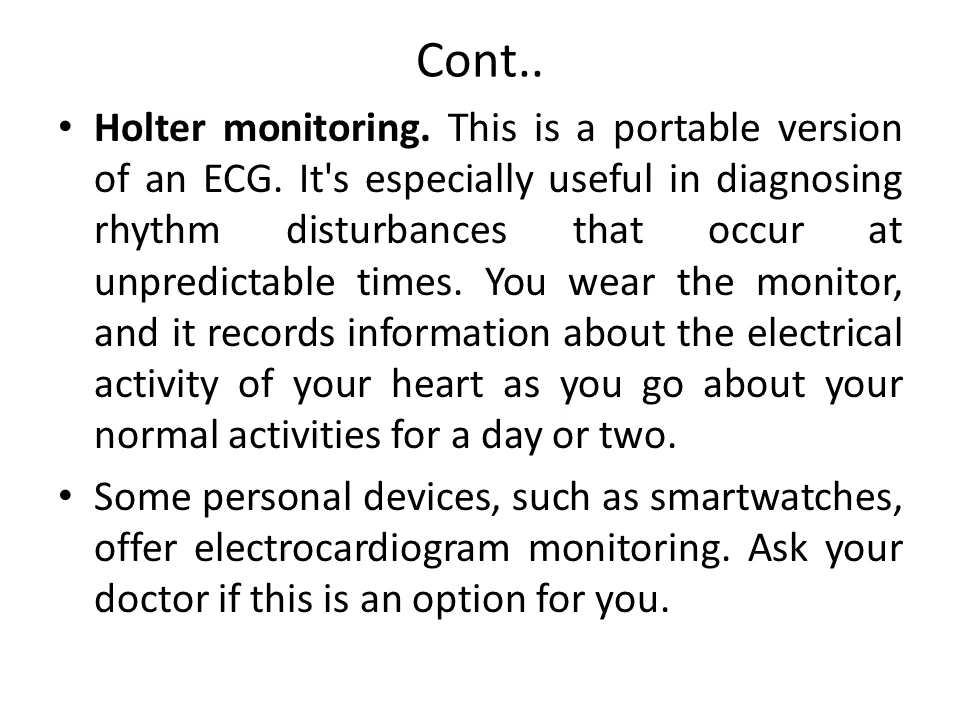 Cont..
• Holter monitoring. This is a portable version
of an ECG. It's especially useful in diagnosing
rhythm disturbances that occur at
unpredictable times. You wear the monitor,
and it records information about the electrical
activity of your heart as you go about your
normal activities for a day or two.
• Some personal devices, such as smartwatches,
offer electrocardiogram monitoring. Ask your
doctor if this is an option for you.